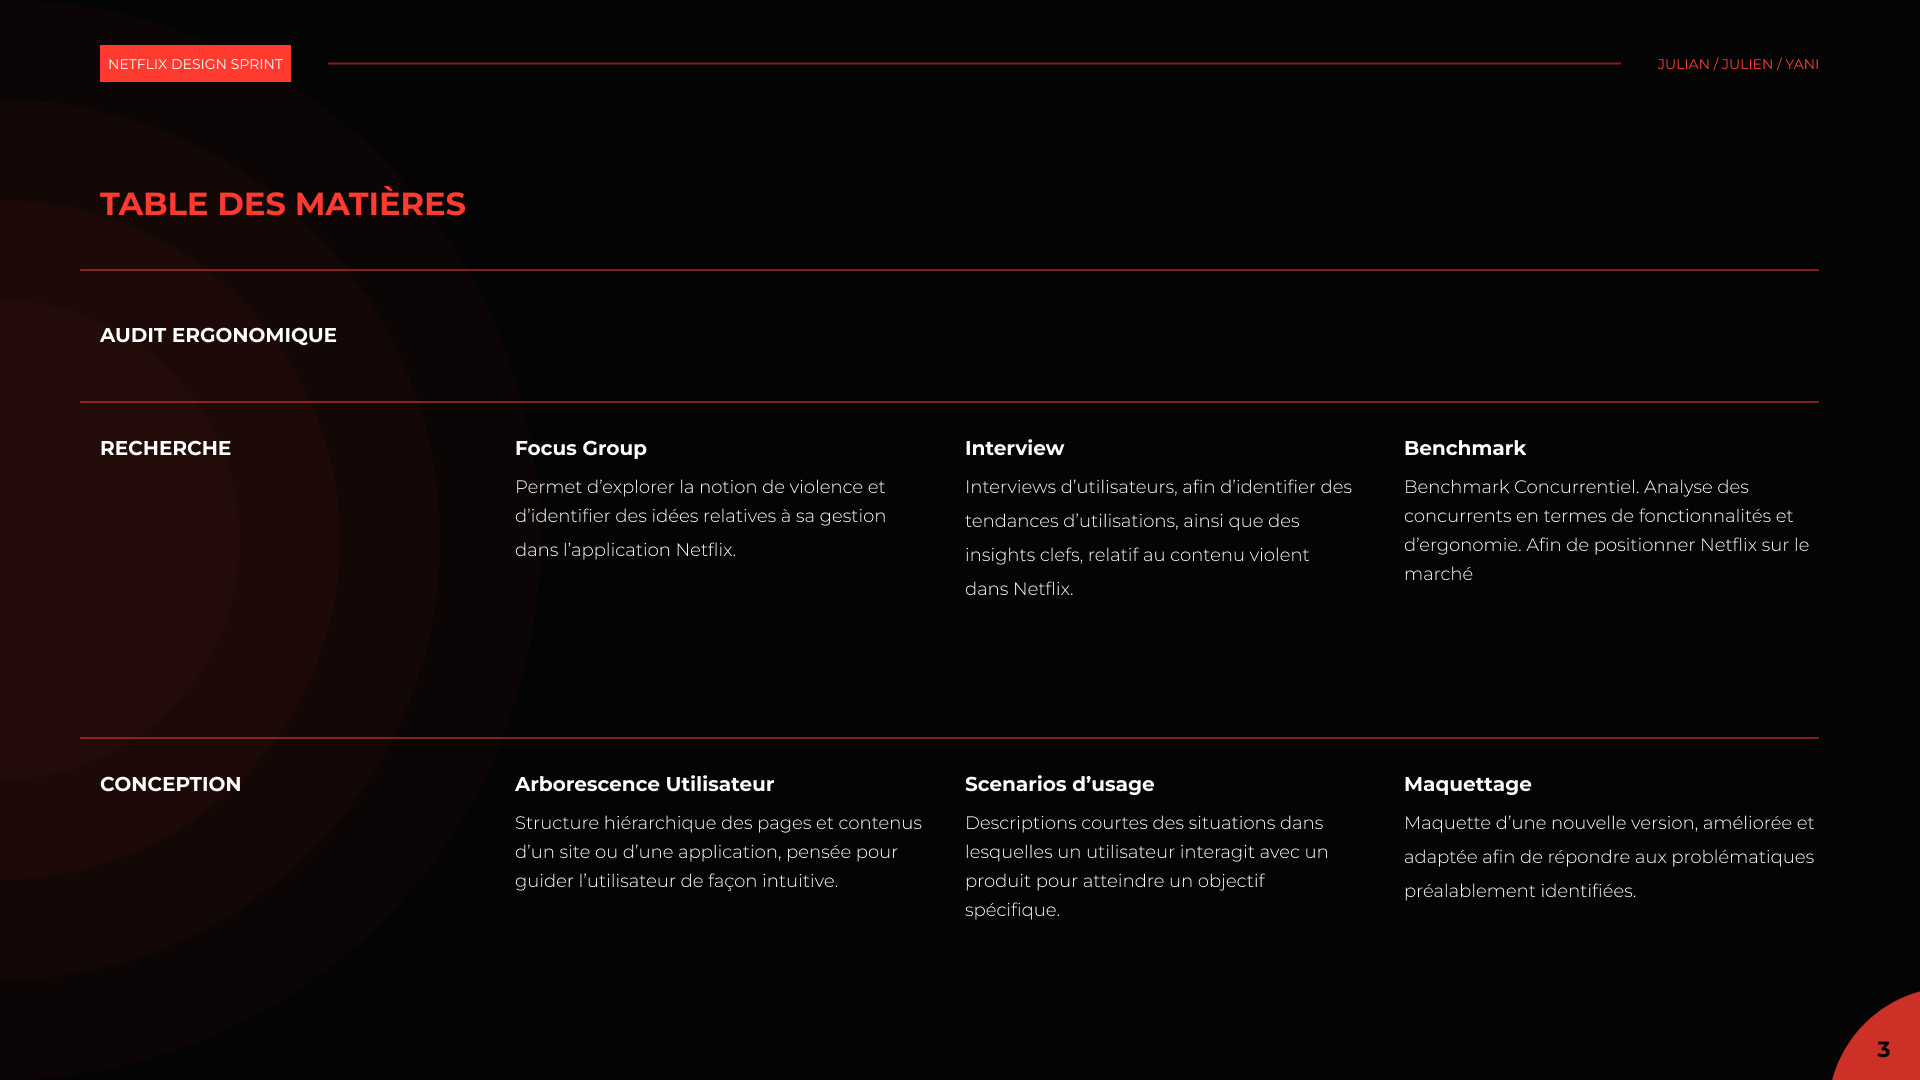 NETFLIX DESIGN SPRINT
JULIAN / JULIEN / YANI
TABLE DES MATIÈRES
AUDIT ERGONOMIQUE
RECHERCHE
Focus Group
Permet d’explorer la notion de violence et
d’identifier des idées relatives à sa gestion
dans l’application Netflix.
Interview
Interviews d’utilisateurs, afin d’identifier des
tendances d’utilisations, ainsi que des
insights clefs, relatif au contenu violent
dans Netflix.
Benchmark
Benchmark Concurrentiel. Analyse des
concurrents en termes de fonctionnalités et
d’ergonomie. Afin de positionner Netflix sur le
marché
CONCEPTION
Arborescence Utilisateur
Structure hiérarchique des pages et contenus
d’un site ou d’une application, pensée pour
guider l’utilisateur de façon intuitive.
Scenarios d’usage
Descriptions courtes des situations dans
lesquelles un utilisateur interagit avec un
produit pour atteindre un objectif
spécifique.
Maquettage
Maquette d’une nouvelle version, améliorée et
adaptée afin de répondre aux problématiques
préalablement identifiées.
3